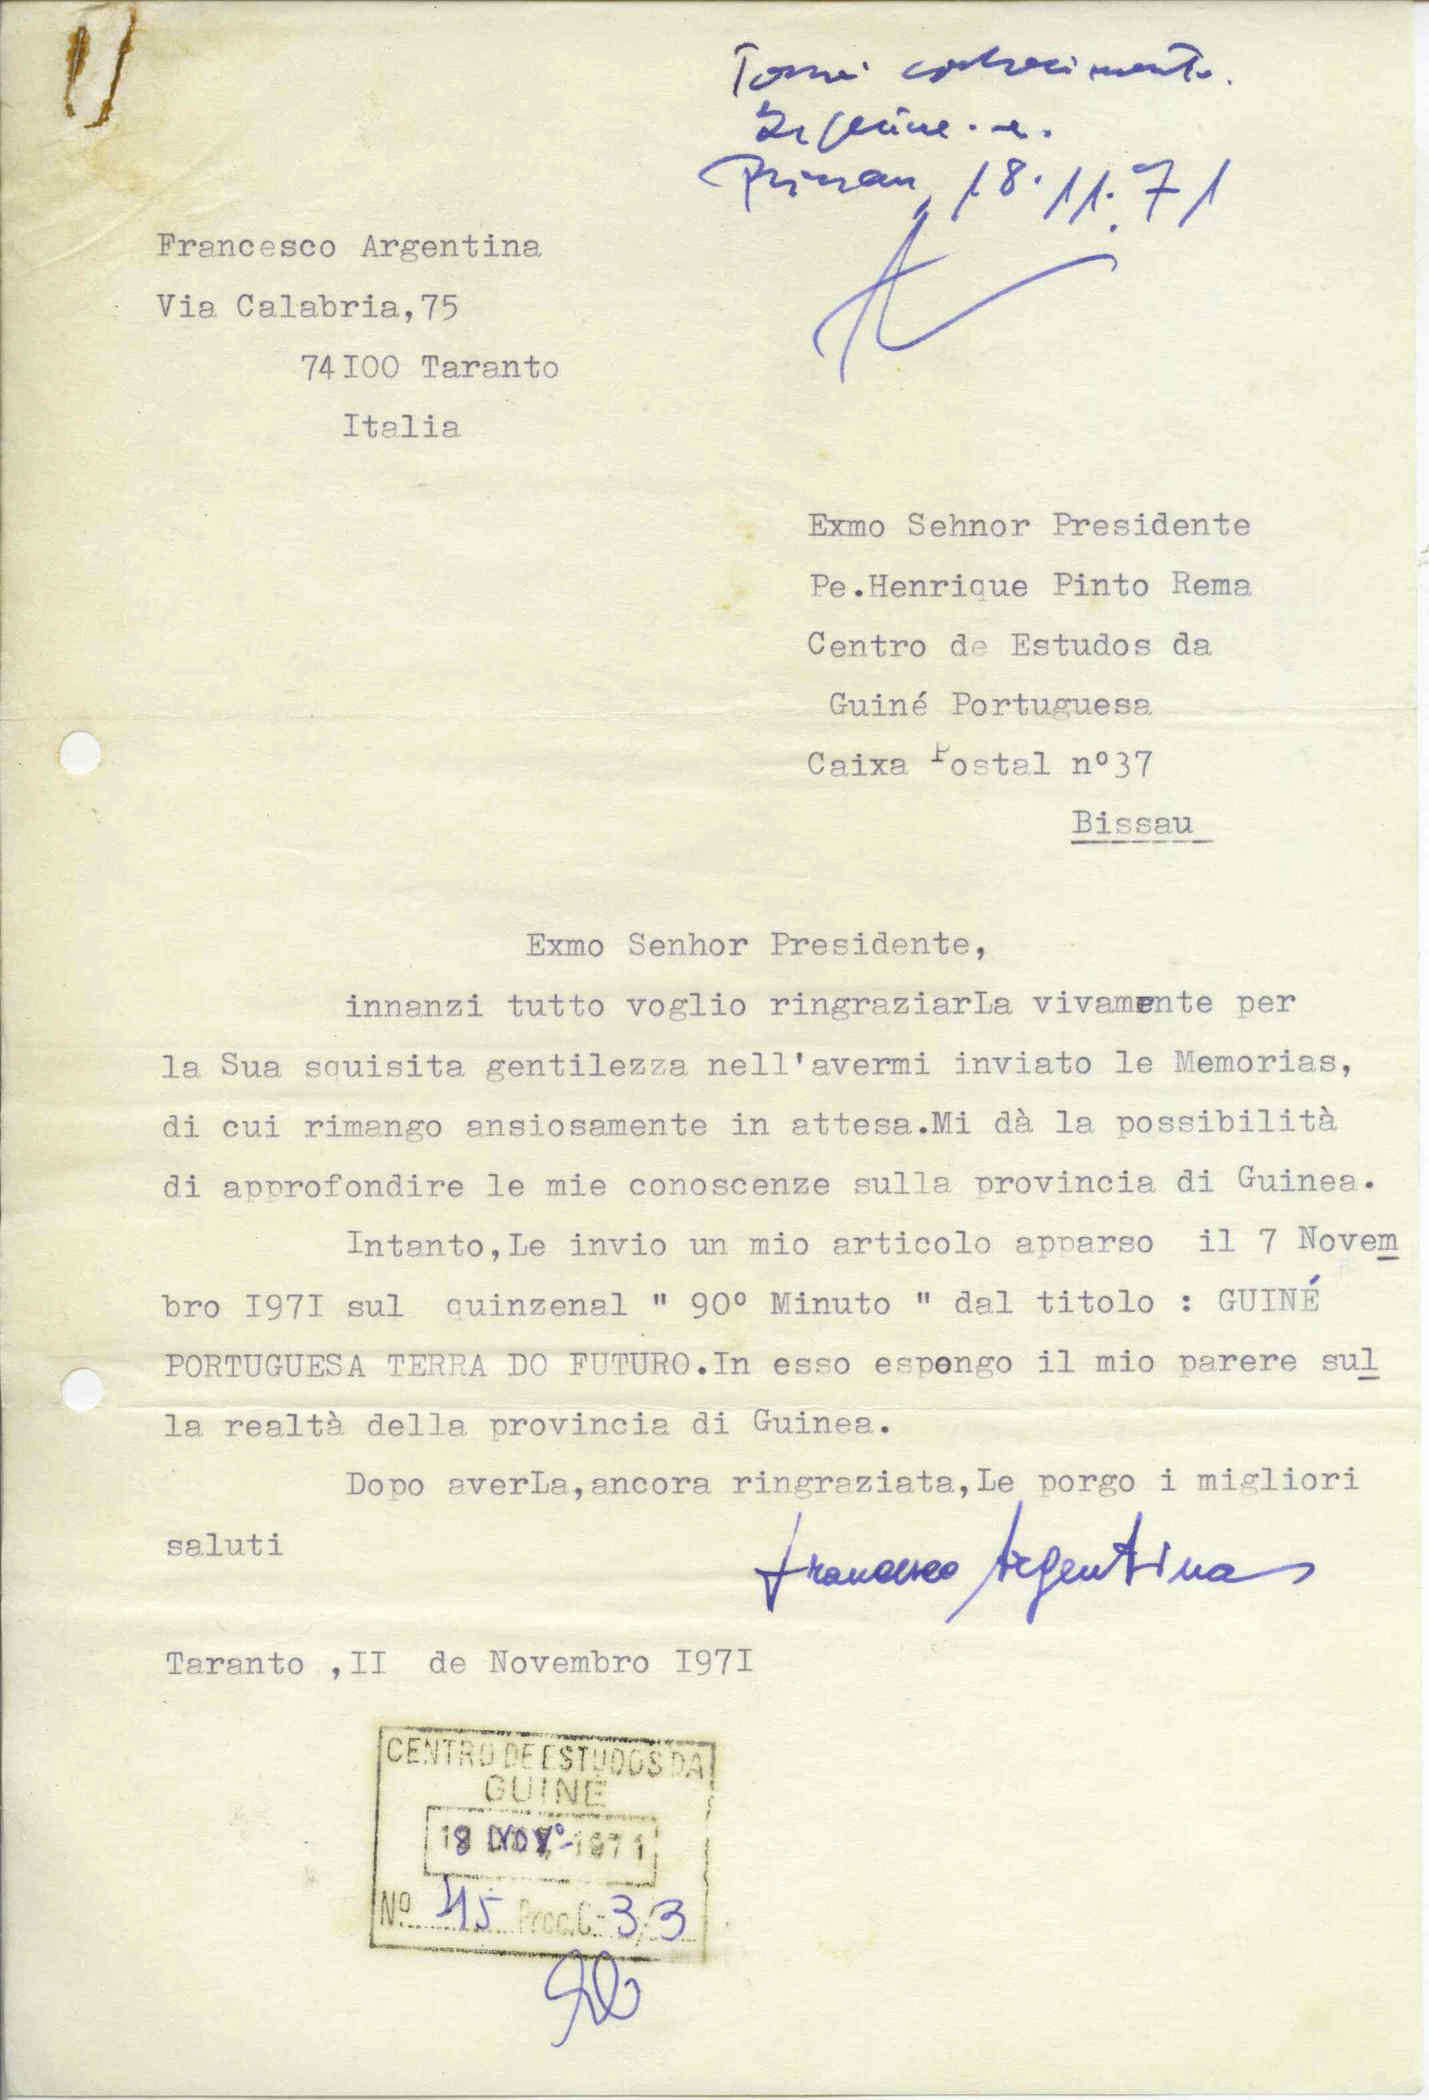 Tomei conhecimento.
Bissau, 18.11.71
Francesco Argentina
Via Calabria,75
74I00 Taranto
Italia
Exmo Sehnor Presidente
Pe.Henrique Pinto Rema
Centro de Estudos da
Guiné Portuguesa
Caixa Postal nº37
Bissau
Exmo Senhor Presidente,
innanzi tutto voglio ringraziarLa vivamente per
la Sua squisita gentilezza nell'avermi inviato le Memorias,
di cui rimango ansiosamente in attesa.Mi dà la possibilità
di approfondire le mie conoscenze sulla provincia di Guinea.
Intanto,Le invio un mio articolo apparso il 7 Novem
bro I97I sul quinzenal " 90º Minuto " dal titolo : GUINÉ
PORTUGUESA TERRA DO FUTURO.In esso espongo il mio parere sul
la realtà della provincia di Guinea.
Dopo averLa,ancora ringraziata,Le porgo i migliori
saluti
Francesco Argentina
Taranto ,II de Novembro I97I
CENTRO DE ESTUDOS DA
GUINÉ
18 NOV. 1971
Nº 45 Proc. C- 3/3